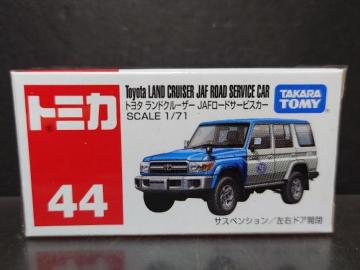 Toyota LAND CRUISER JAF ROAD SERVICE CAR
トヨタ ランドクルーザー JAFロードサービスカー
SCALE 1/71
TAKARA
TOMY
トミカ
44
サスペンション／左右ドア開閉